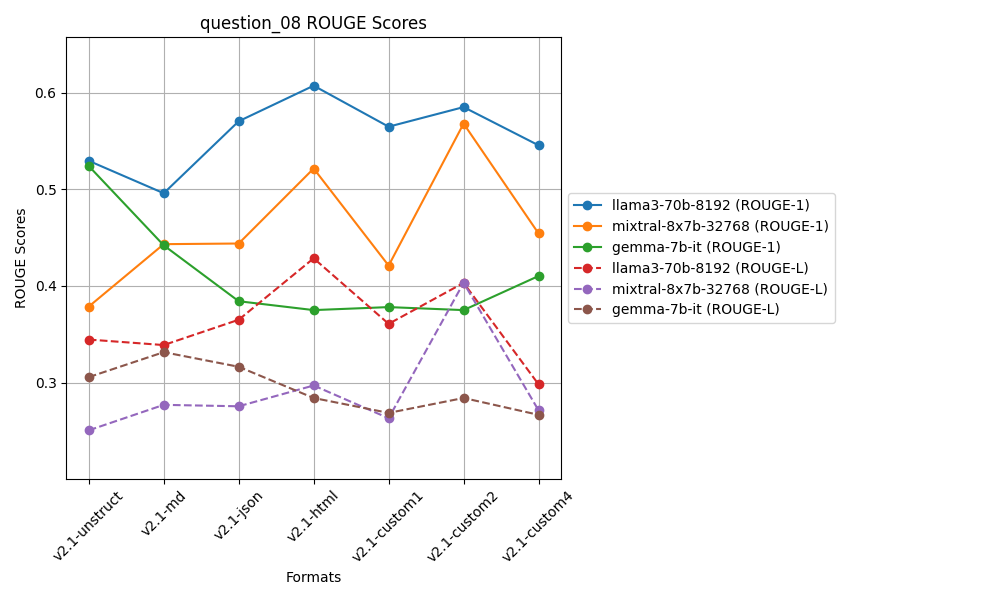 question_08 ROUGE Scores
ROUGE Scores
0.6
0.5
0.4
0.3
v2.1-unstruct
v2.1-md
v2.1-json
v2.1-html
v2.1-custom1
v2.1-custom2
v2.1-custom4
Formats
llama3-70b-8192 (ROUGE-1)
mixtral-8x7b-32768 (ROUGE-1)
gemma-7b-it (ROUGE-1)
llama3-70b-8192 (ROUGE-L)
mixtral-8x7b-32768 (ROUGE-L)
gemma-7b-it (ROUGE-L)